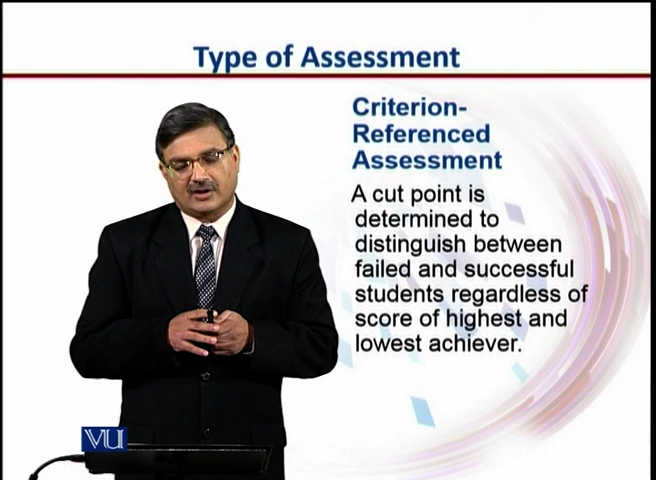 Type of Assessment
Criterion-
Referenced
Assessment
A cut point is
determined to
distinguish between
failed and successful
students regardless of
score of highest and
lowest achiever.
VU